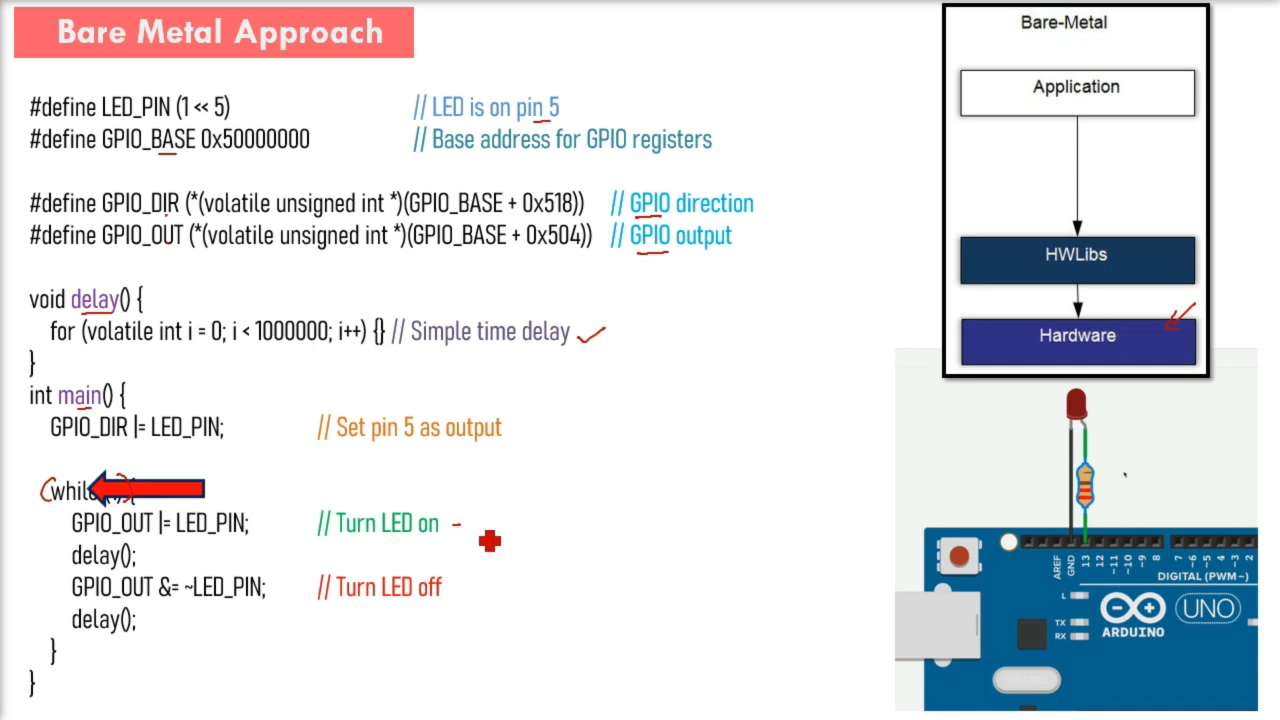 Bare Metal Approach
#define LED_PIN (1 << 5) // LED is on pin 5
#define GPIO_BASE 0x50000000 // Base address for GPIO registers
#define GPIO_DIR (*(volatile unsigned int *)(GPIO_BASE + 0x518)) // GPIO direction
#define GPIO_OUT (*(volatile unsigned int *)(GPIO_BASE + 0x504)) // GPIO output
void delay() {
for (volatile int i = 0; i < 1000000; i++) {} // Simple time delay
}
int main() {
GPIO_DIR |= LED_PIN; // Set pin 5 as output
while {
GPIO_OUT |= LED_PIN; // Turn LED on
delay();
GPIO_OUT &= ~LED_PIN; // Turn LED off
delay();
}
}
Bare-Metal
Application
HWLibs
Hardware
AREF
GND
13
12
~11
~10
~9
8
7
~6
~5
4
~3
2
DIGITAL (PWM~)
L
TX
RX
UNO
ARDUINO